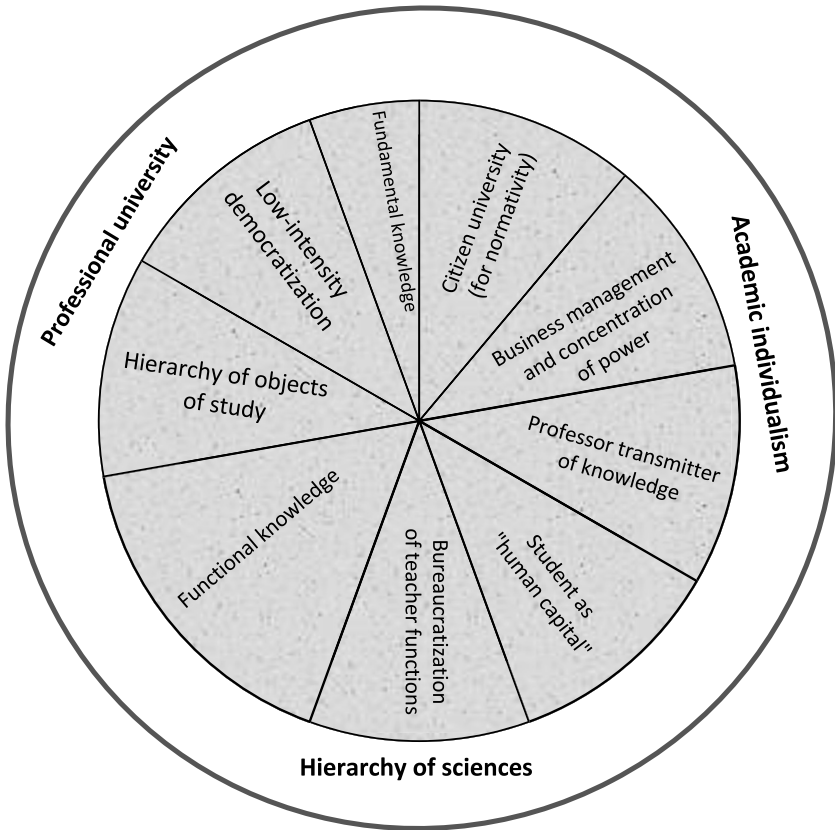 Professional university
Academic individualism
Hierarchy of sciences
Fundamental knowledge
Citizen university
(for normativity)
Business management
and concentration
of power
Professor transmitter
of knowledge
Student as
"human capital"
Bureaucratization
of teacher functions
Functional knowledge
Hierarchy of objects
of study
Low-intensity
democratization